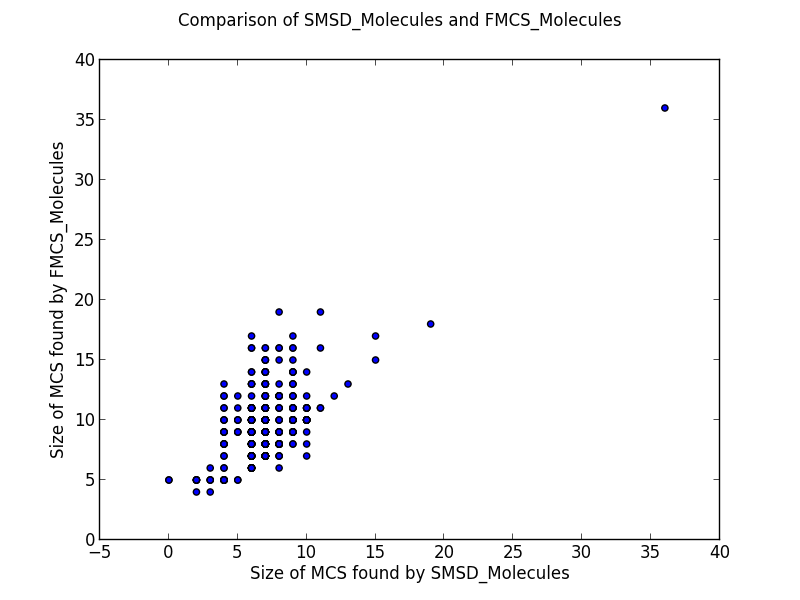 Comparison of SMSD_Molecules and FMCS_Molecules
Size of MCS found by FMCS_Molecules
40
35
30
25
20
15
10
5
0
−5 0 5 10 15 20 25 30 35 40
Size of MCS found by SMSD_Molecules